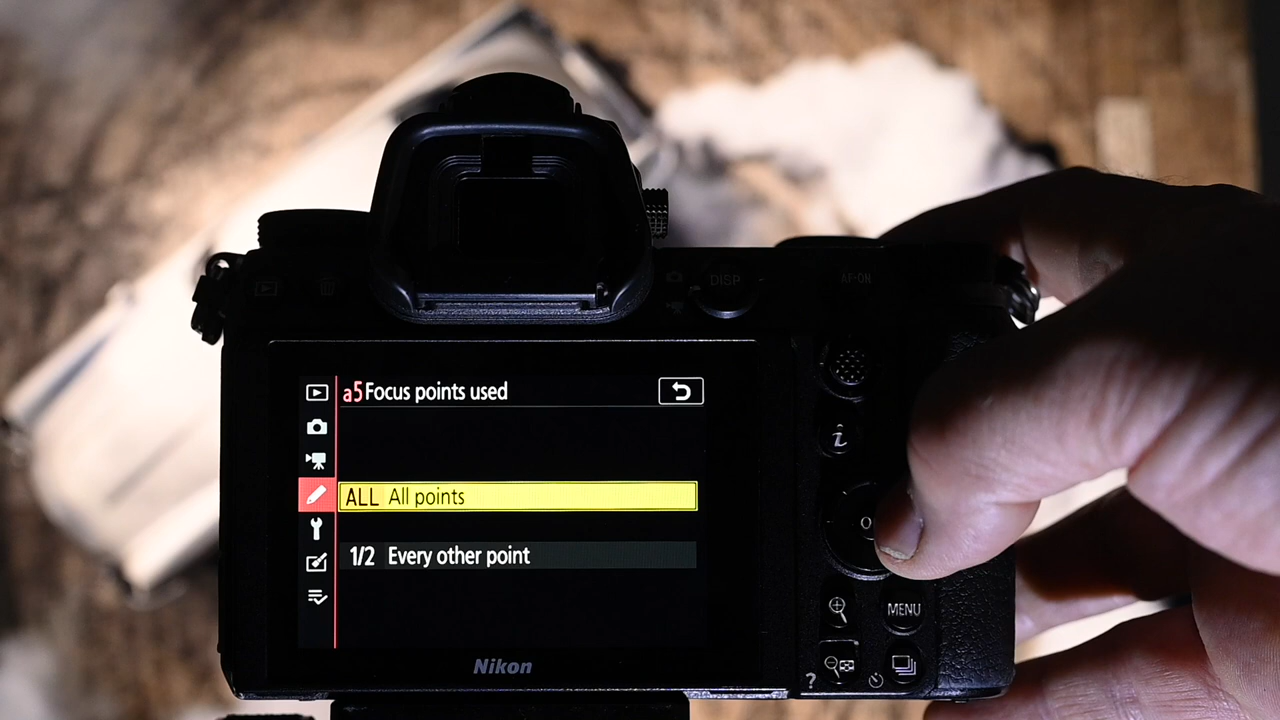 DISP
AF-ON
a5 Focus points used
i
ALL All points
O
1/2 Every other point
MENU
Nikon
?